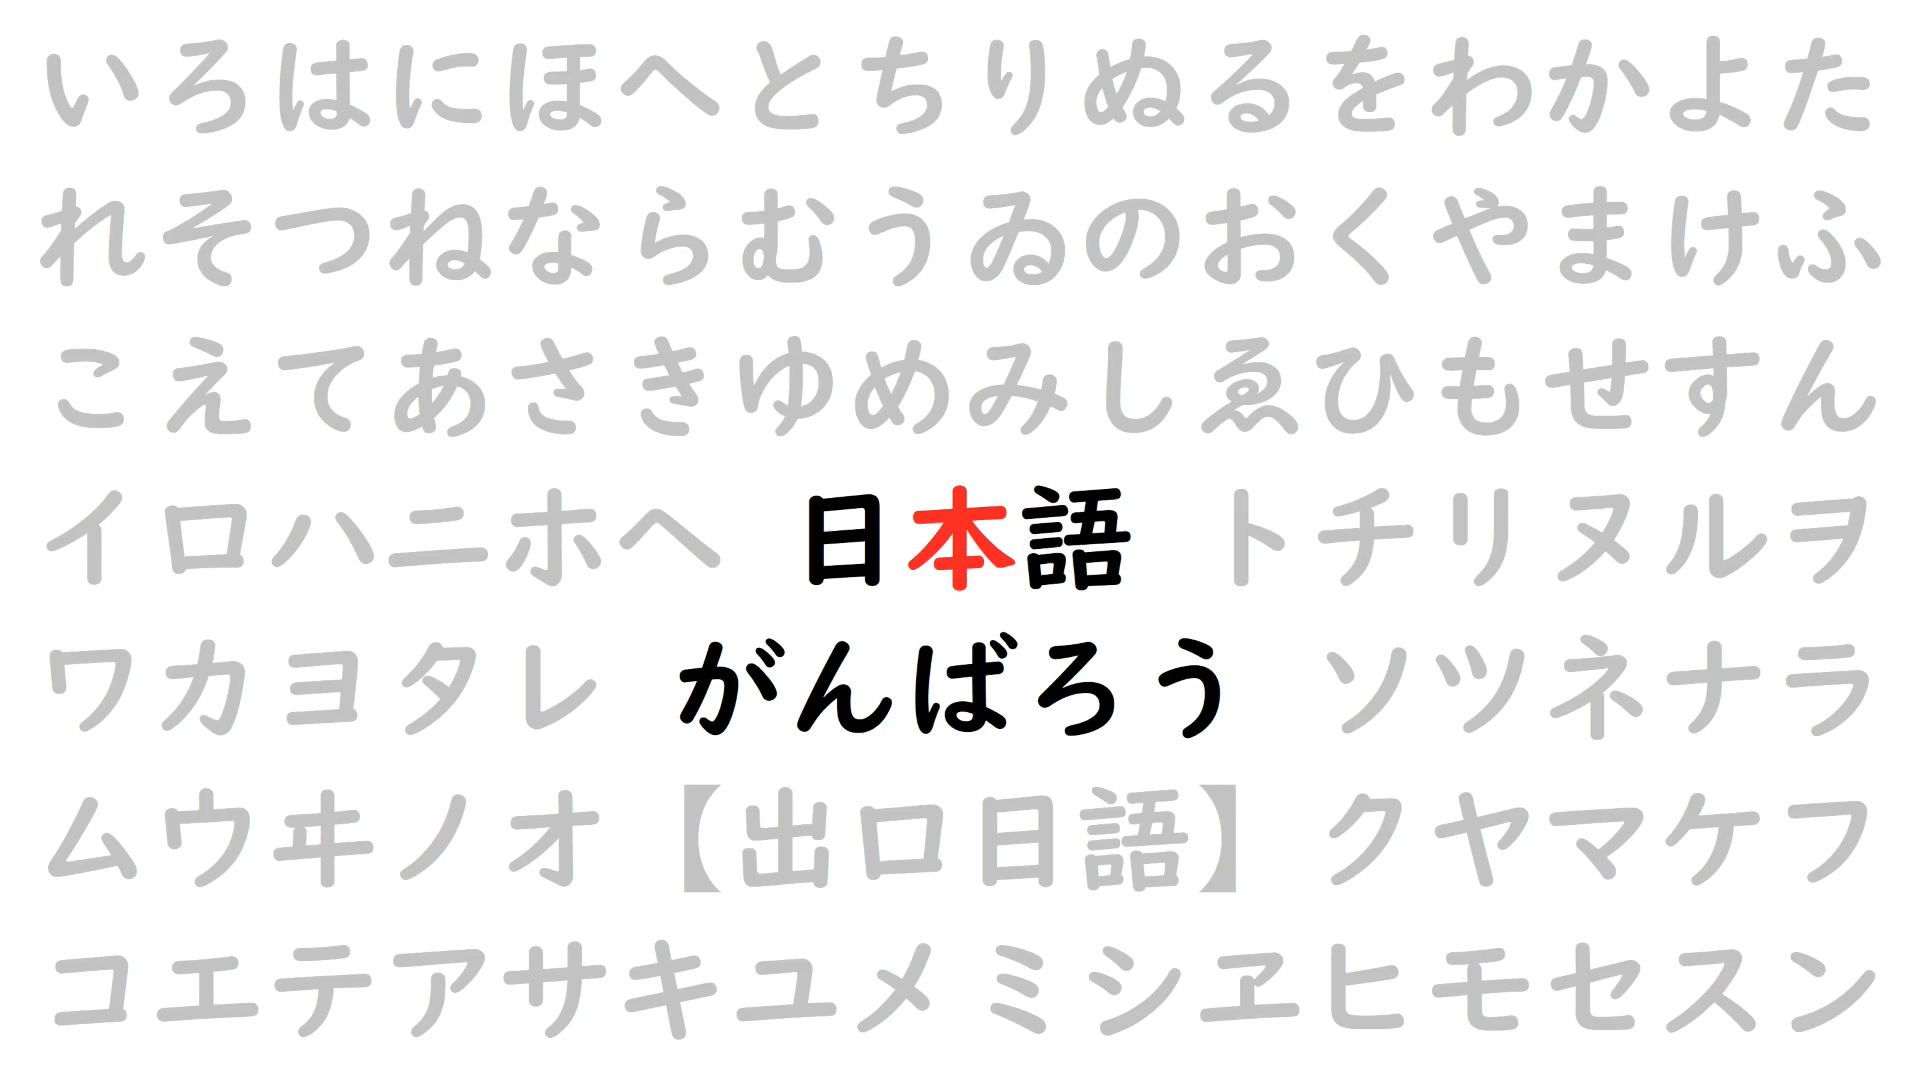 いろはにほへとちりぬるをわかよた
れそつねならむうゐのおくやまけふ
こえてあさきゆめみしゑひもせすん
イロハニホヘ 日本語 トチリヌルヲ
ワカヨタレ がんばろう ソツネナラ
ムウヰノオ【出口日語】クヤマケフ
コエテアサキユメミシヱヒモセスン